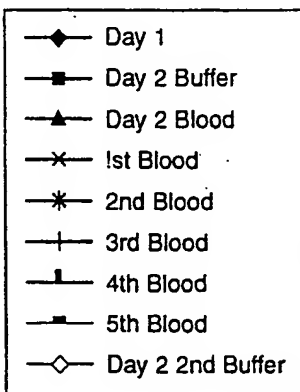 Day 1
Day 2 Buffer
Day 2 Blood
!st Blood
2nd Blood
3rd Blood
4th Blood
5th Blood
Day 2 2nd Buffer